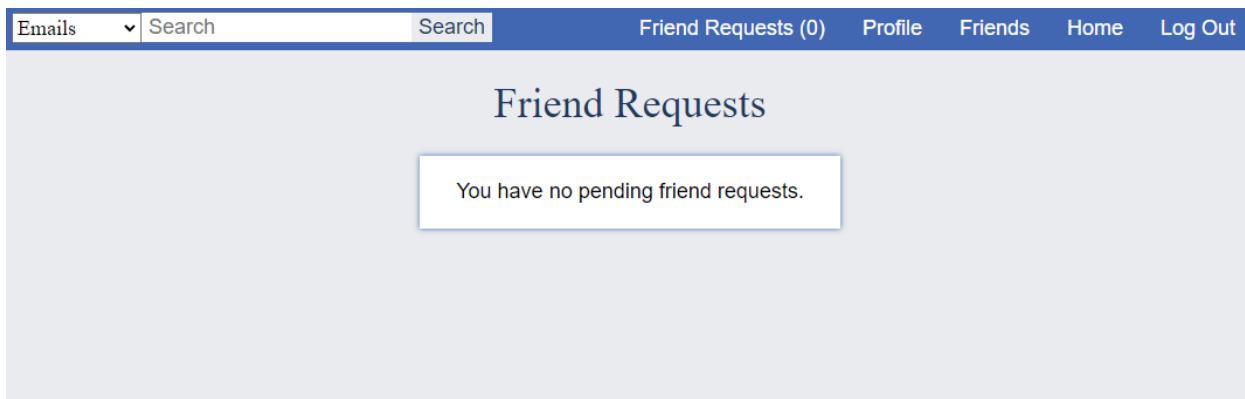 Emails Search Search Friend Requests (0) Profile Friends Home Log Out
Friend Requests
You have no pending friend requests.